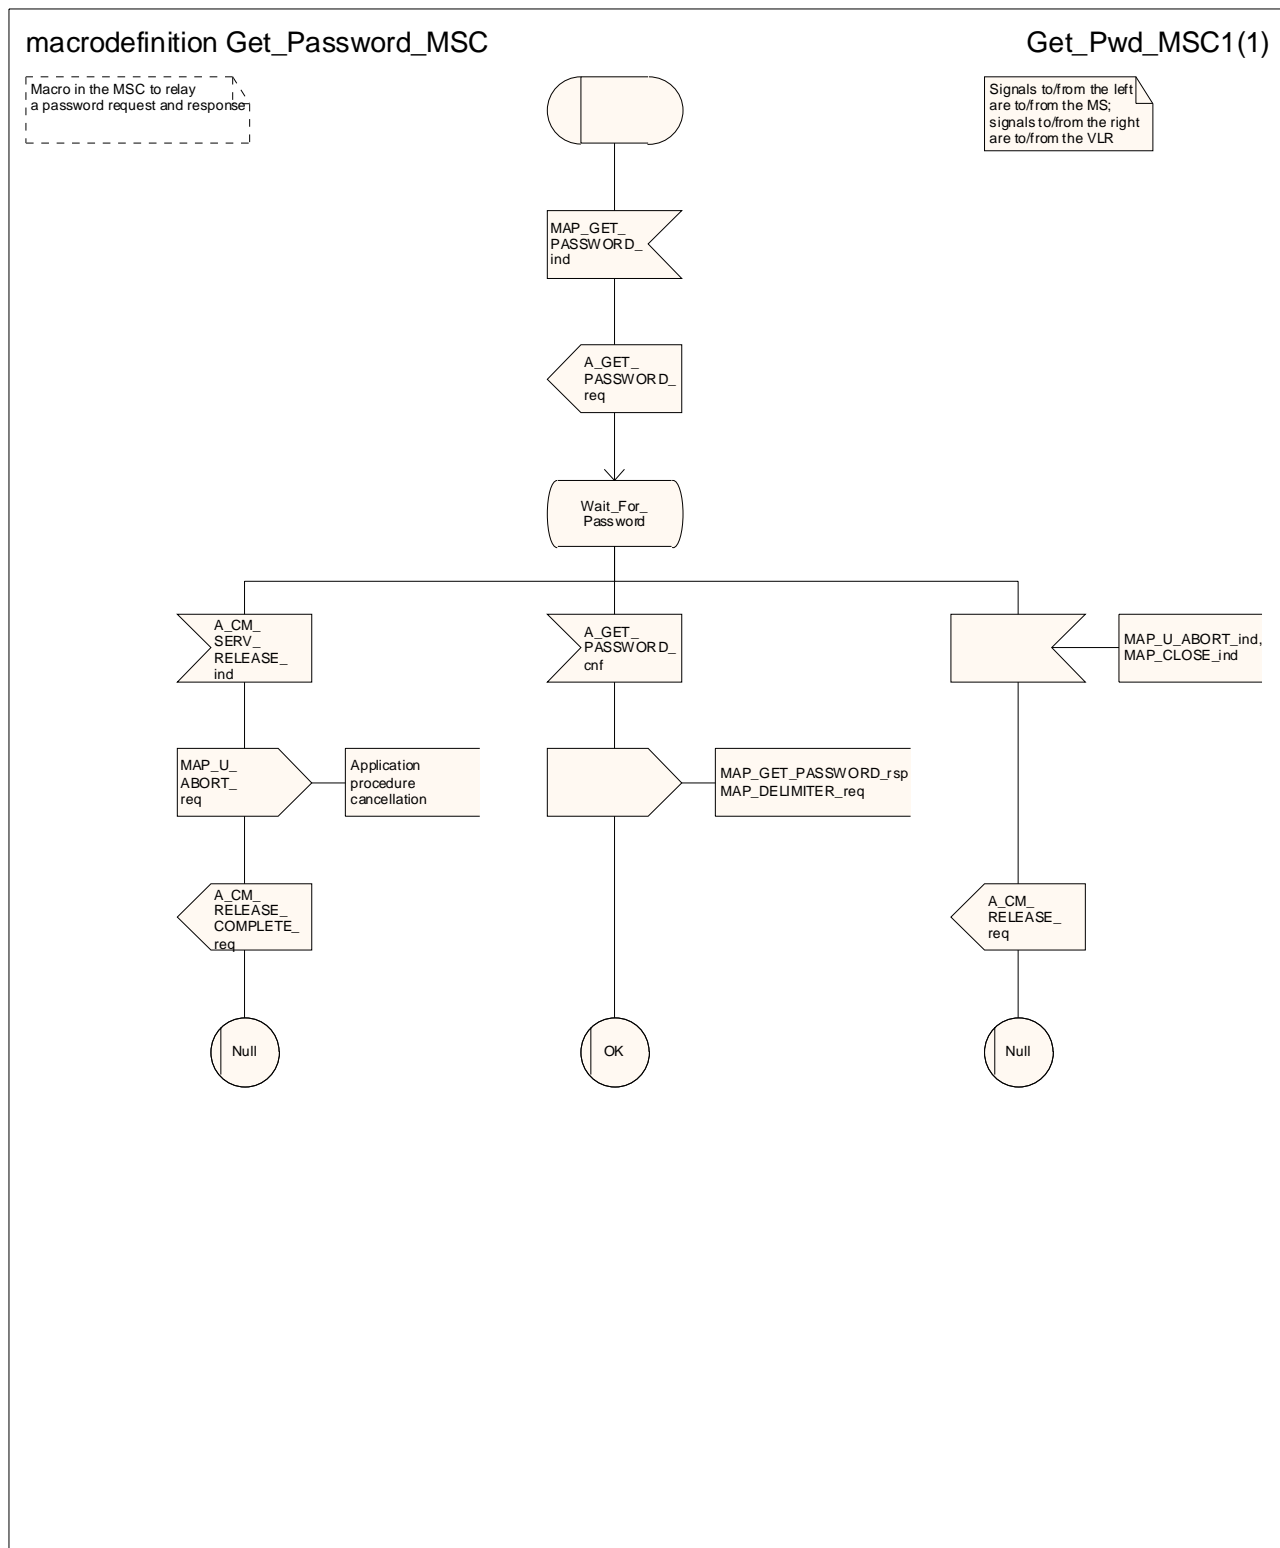 macrodefinition Get_Password_MSC
Get_Pwd_MSC1(1)
Macro in the MSC to relay
a password request and response
Signals to/from the left
are to/from the MS;
signals to/from the right
are to/from the VLR
MAP_GET_
PASSWORD_
ind
A_GET_
PASSWORD_
req
Wait_For_
Password
A_CM_
SERV_
RELEASE_
ind
A_GET_
PASSWORD_
cnf
MAP_U_ABORT_ind,
MAP_CLOSE_ind
MAP_U_
ABORT_
req
Application
procedure
cancellation
MAP_GET_PASSWORD_rsp
MAP_DELIMITER_req
A_CM_
RELEASE_
COMPLETE_
req
A_CM_
RELEASE_
req
Null
OK
Null